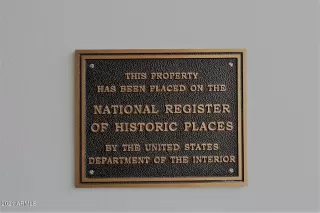 THIS PROPERTY
HAS BEEN PLACED ON THE
NATIONAL REGISTER
OF HISTORIC PLACES
BY THE UNITED STATES
DEPARTMENT OF THE INTERIOR